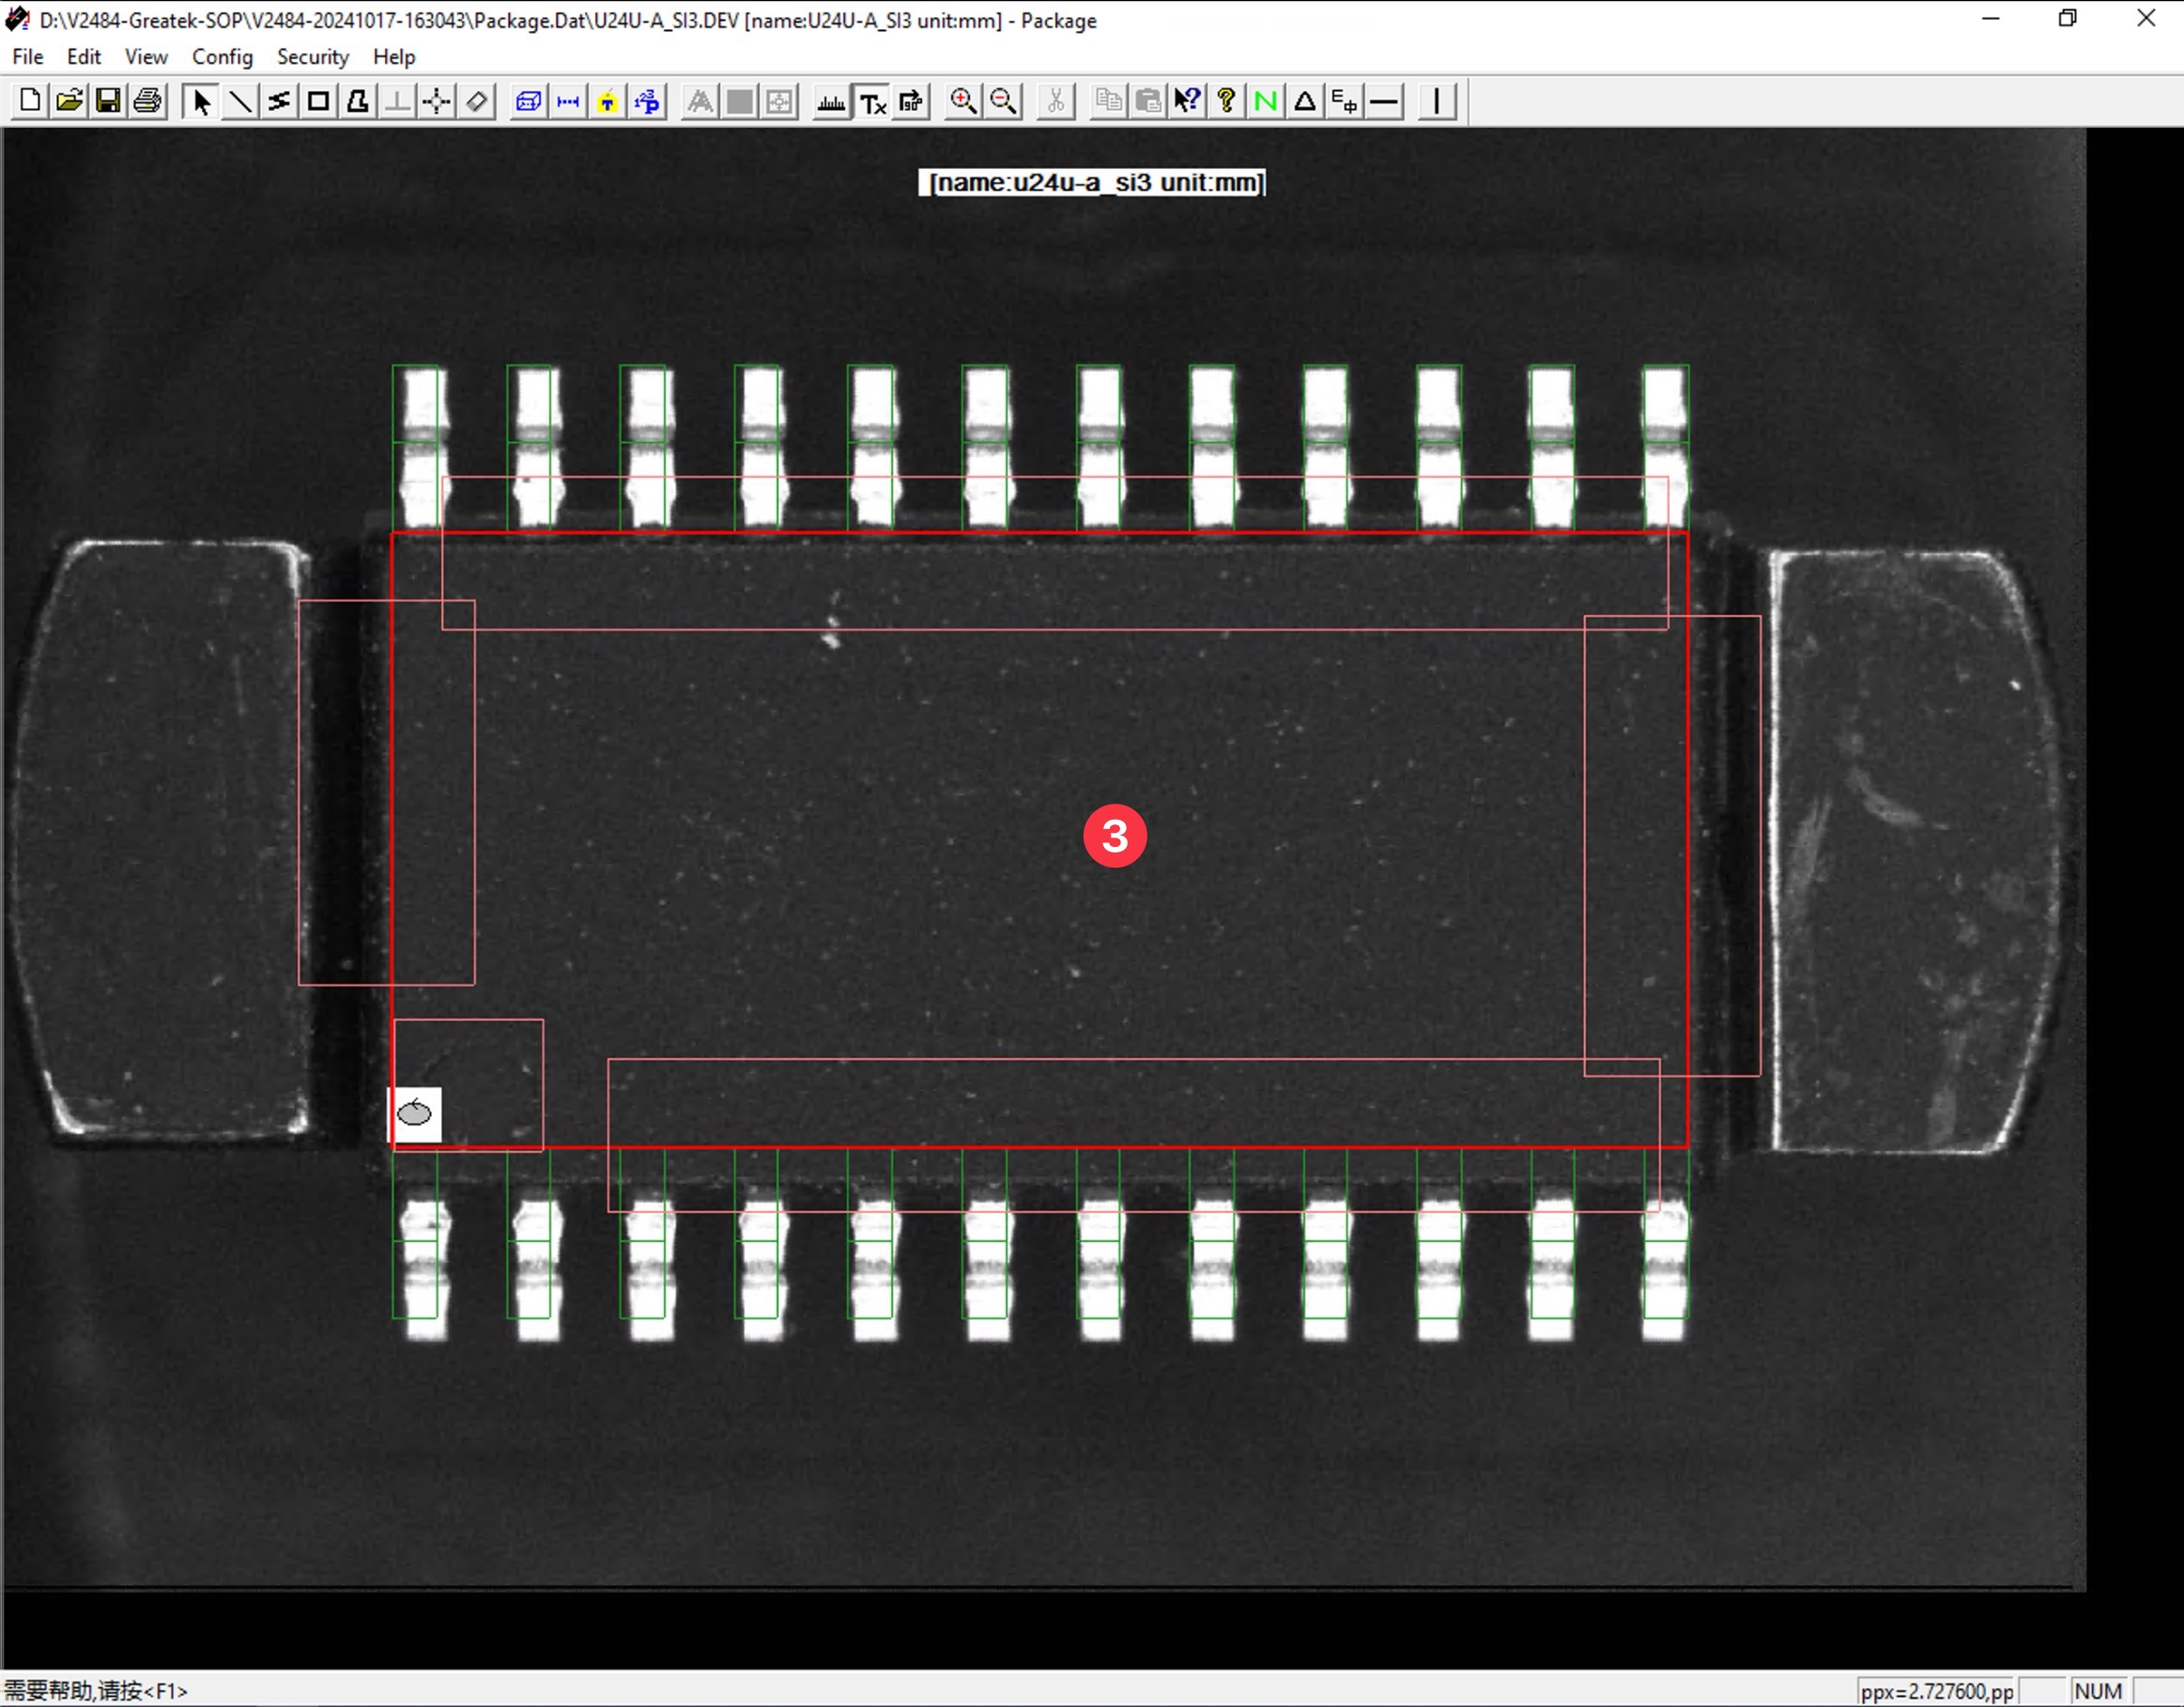 D:\V2484-Greatek-SOP\V2484-20241017-163043\Package.Dat\U24U-A_SI3.DEV [name:U24U-A_SI3 unit:mm] - Package
File Edit View Config Security Help
Tx 90° ? ? N E
[name:u24u-a_si3 unit:mm]
3
需要帮助,请按<F1>
ppx=2.727600,pp
NUM